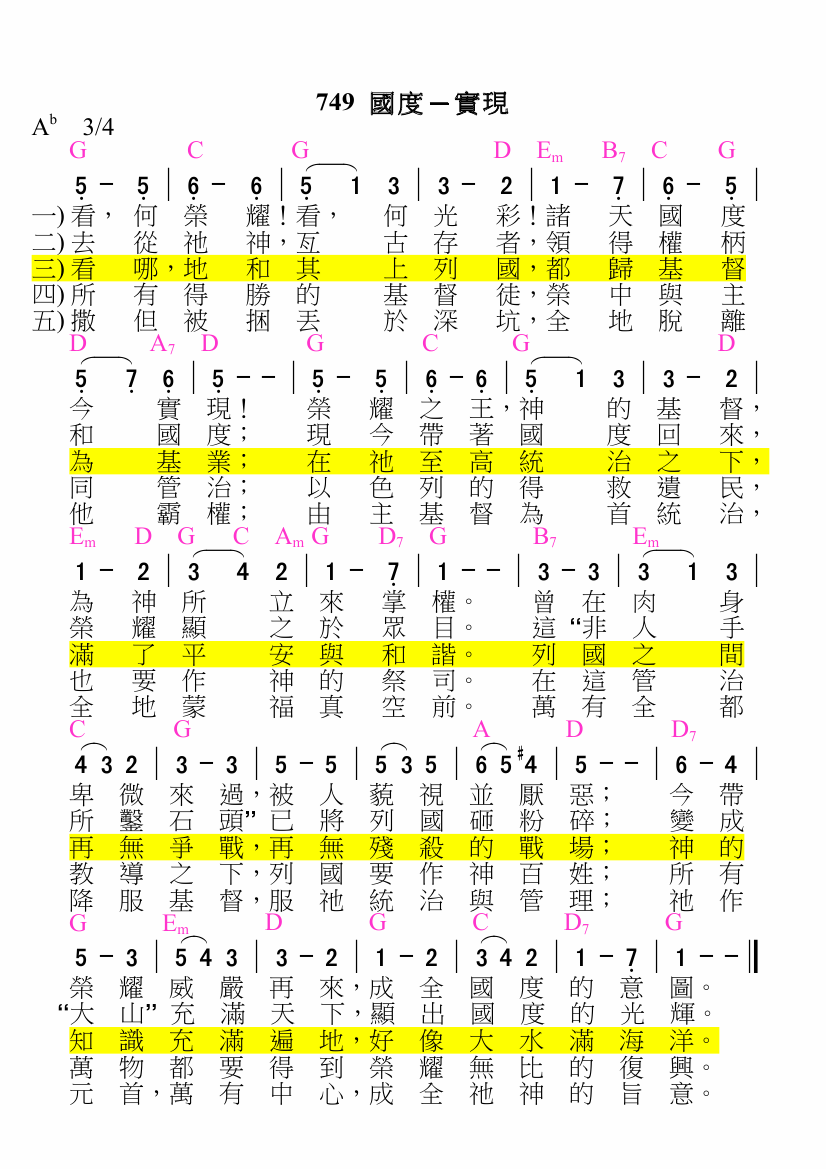 749 國度－實現
A♭ 3/4
G C G D Em B7 C G
5̣ - 5̣ | 6̣ - 6̣ | 5̣ 1 3 | 3 - 2 | 1 - 7̣ | 6̣ - 5̣ |
一) 看，何榮耀！看，何光彩！諸天國度
二) 去從祂神，亙古存者，領得權柄
三) 看哪，地和其上列國，都歸基督
四) 所有得勝的基督徒，榮中與主
五) 撒但被捆丟於深坑，全地脫離
D A7 D G C G D
5̣ 7̣ 6̣ | 5̣ - - | 5̣ - 5̣ | 6 - 6̣ | 5̣ 1 3 | 3 - 2 |
今實現！榮耀之王，神的基督，
和國度；現今帶著國度回來，
為基業；在祂至高統治之下，
同管治；以色列的得救遺民，
他霸權；由主基督為首統治，
Em D G C Am G D7 G B7 Em
1 - 2 | 3 4 2 | 1 - 7̣ | 1 - - | 3 - 3 | 3 1 3 |
為神所立來掌權。曾在肉身
榮耀顯之於眾目。這“非人手
滿了平安與和諧。列國之間
也要作神的祭司。在這管治
全地蒙福真空前。萬有全都
C G A D D7
4 3 2 | 3 - 3 | 5 - 5 | 5 3 5 | 6 5 #4 | 5 - - | 6 - 4 |
卑微來過，被人藐視並厭惡；今帶
所鑿石頭”已將列國砸粉碎；變成
再無爭戰，再無殘殺的戰場；神的
教導之下，列國要作神百姓；所有
降服基督，服祂統治與管理；祂作
G Em D G C D7 G
5 - 3 | 5 4 3 | 3 - 2 | 1 - 2 | 3 4 2 | 1 - 7̣ | 1 - - ‖
榮耀威嚴再來，成全國度的意圖。
“大山”充滿天下，顯出國度的光輝。
知識充滿遍地，好像大水滿海洋。
萬物都要得到榮耀無比的復興。
元首，萬有中心，成全祂神的旨意。